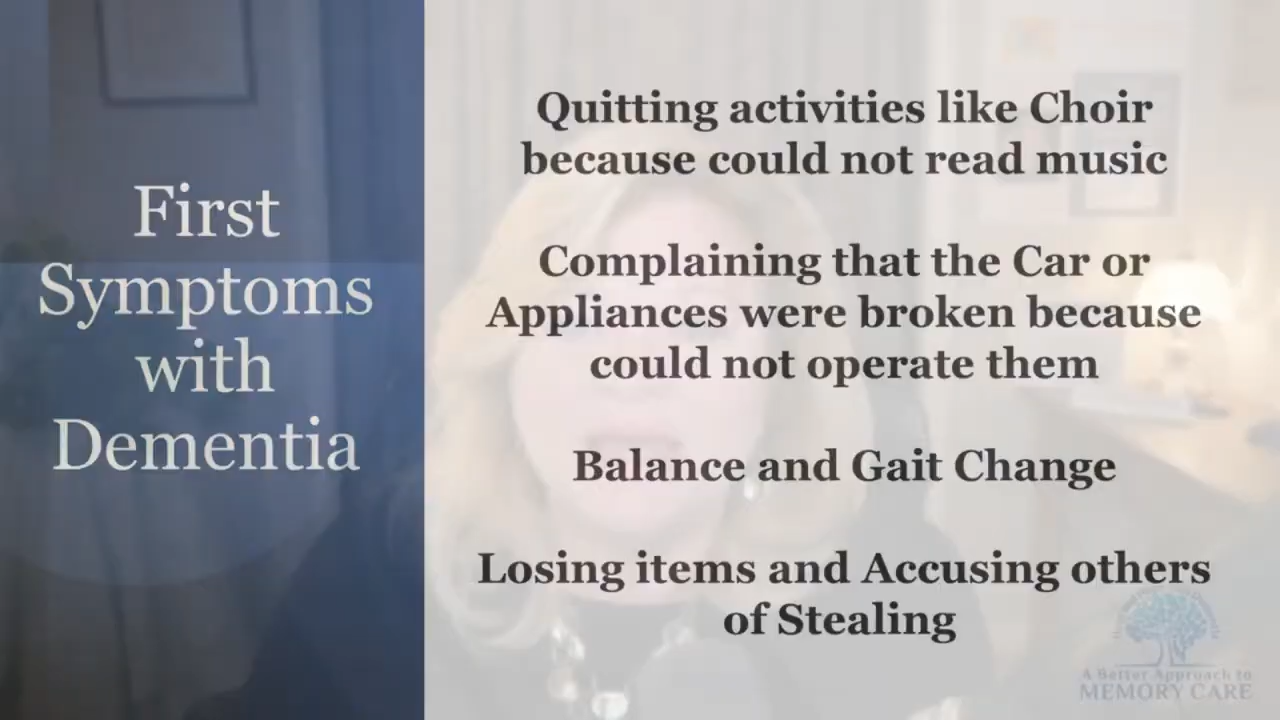 First
Symptoms
with
Dementia
Quitting activities like Choir
because could not read music
Complaining that the Car or
Appliances were broken because
could not operate them
Balance and Gait Change
Losing items and Accusing others
of Stealing
A Better Approach to
MEMORY CARE